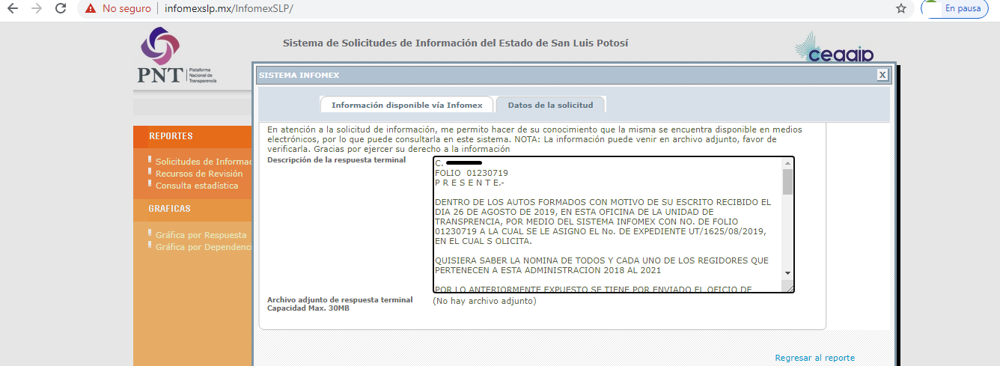 No seguro
infomexslp.mx/InfomexSLP/
En pausa
PNT
Plataforma
Nacional de
Transparencia
Sistema de Solicitudes de Información del Estado de San Luis Potosí
ceaaip
SISTEMA INFOMEX
X
Información disponible vía Infomex
Datos de la solicitud
REPORTES
Solicitudes de Informac
Recursos de Revisión
Consulta estadística
GRAFICAS
Gráfica por Respuesta
Gráfica por Dependenci
En atención a la solicitud de información, me permito hacer de su conocimiento que la misma se encuentra disponible en medios
electrónicos, por lo que puede consultarla en este sistema. NOTA: La información puede venir en archivo adjunto, favor de
verificarla. Gracias por ejercer su derecho a la información
Descripción de la respuesta terminal
C.
FOLIO 01230719
P R E S E N T E.-
DENTRO DE LOS AUTOS FORMADOS CON MOTIVO DE SU ESCRITO RECIBIDO EL
DIA 26 DE AGOSTO DE 2019, EN ESTA OFICINA DE LA UNIDAD DE
TRANSPRENCIA, POR MEDIO DEL SISTEMA INFOMEX CON NO. DE FOLIO
01230719 A LA CUAL SE LE ASIGNO EL No. DE EXPEDIENTE UT/1625/08/2019,
EN EL CUAL S OLICITA.
QUISIERA SABER LA NOMINA DE TODOS Y CADA UNO DE LOS REGIDORES QUE
PERTENECEN A ESTA ADMINISTRACION 2018 AL 2021
POR LO ANTERIORMENTE EXPUESTO SE TIENE POR ENVIADO EL OFICIO DE
Archivo adjunto de respuesta terminal
Capacidad Max. 30MB
(No hay archivo adjunto)
Regresar al reporte